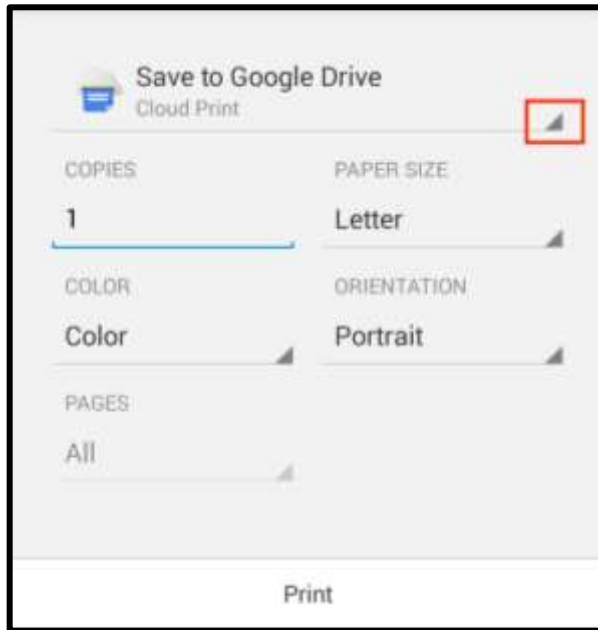 Save to Google Drive
Cloud Print
COPIES
PAPER SIZE
1
Letter
COLOR
ORIENTATION
Color
Portrait
PAGES
All
Print